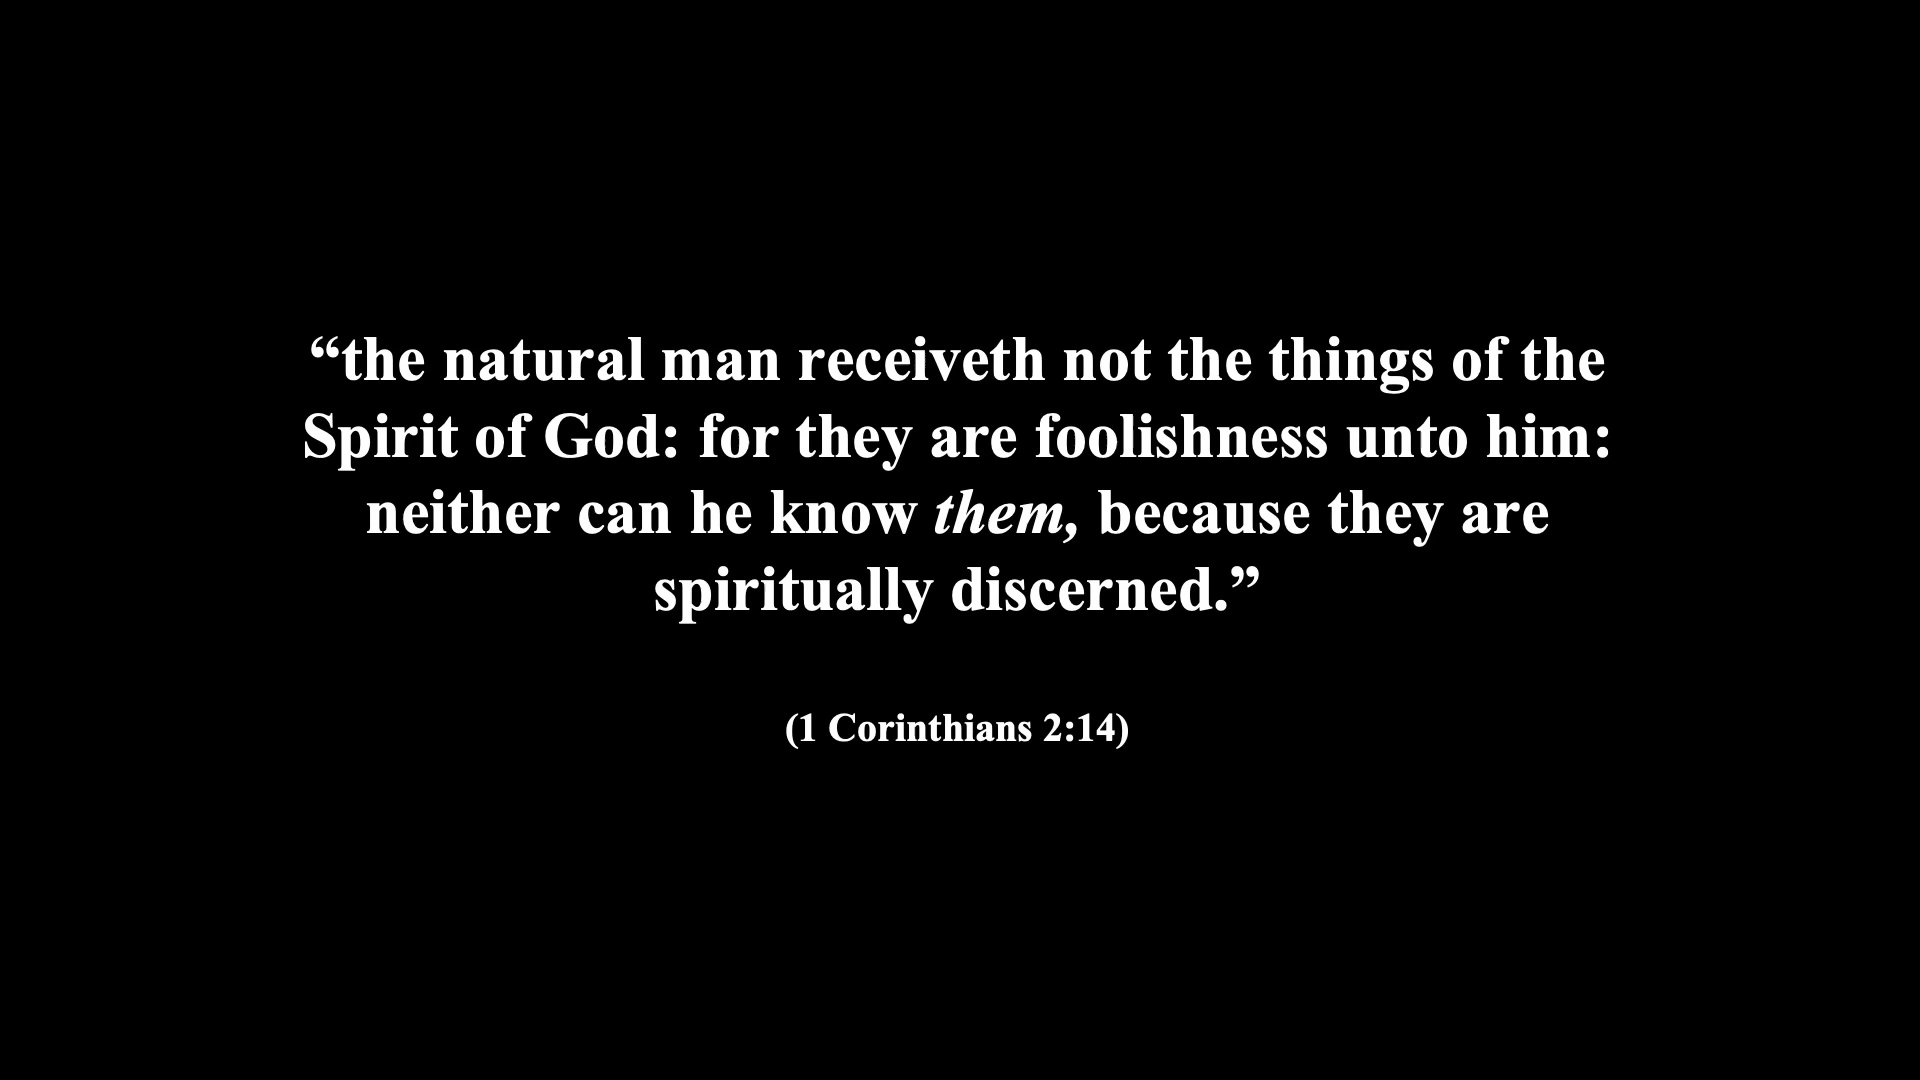 “the natural man receiveth not the things of the
Spirit of God: for they are foolishness unto him:
neither can he know them, because they are
spiritually discerned.”
(1 Corinthians 2:14)